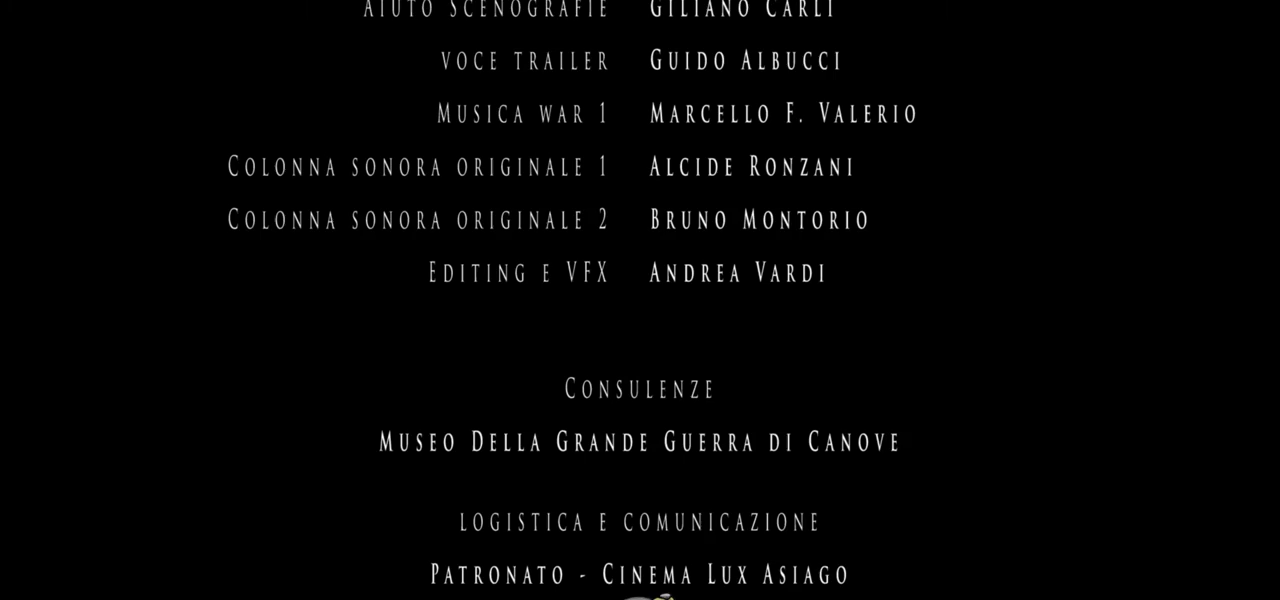 Aiuto Scenografie Giliano Carli
voce trailer Guido Albucci
Musica war 1 Marcello F. Valerio
Colonna sonora originale 1 Alcide Ronzani
Colonna sonora originale 2 Bruno Montorio
Editing e VFX Andrea Vardi
Consulenze
Museo Della Grande Guerra di Canove
logistica e comunicazione
Patronato - Cinema Lux Asiago